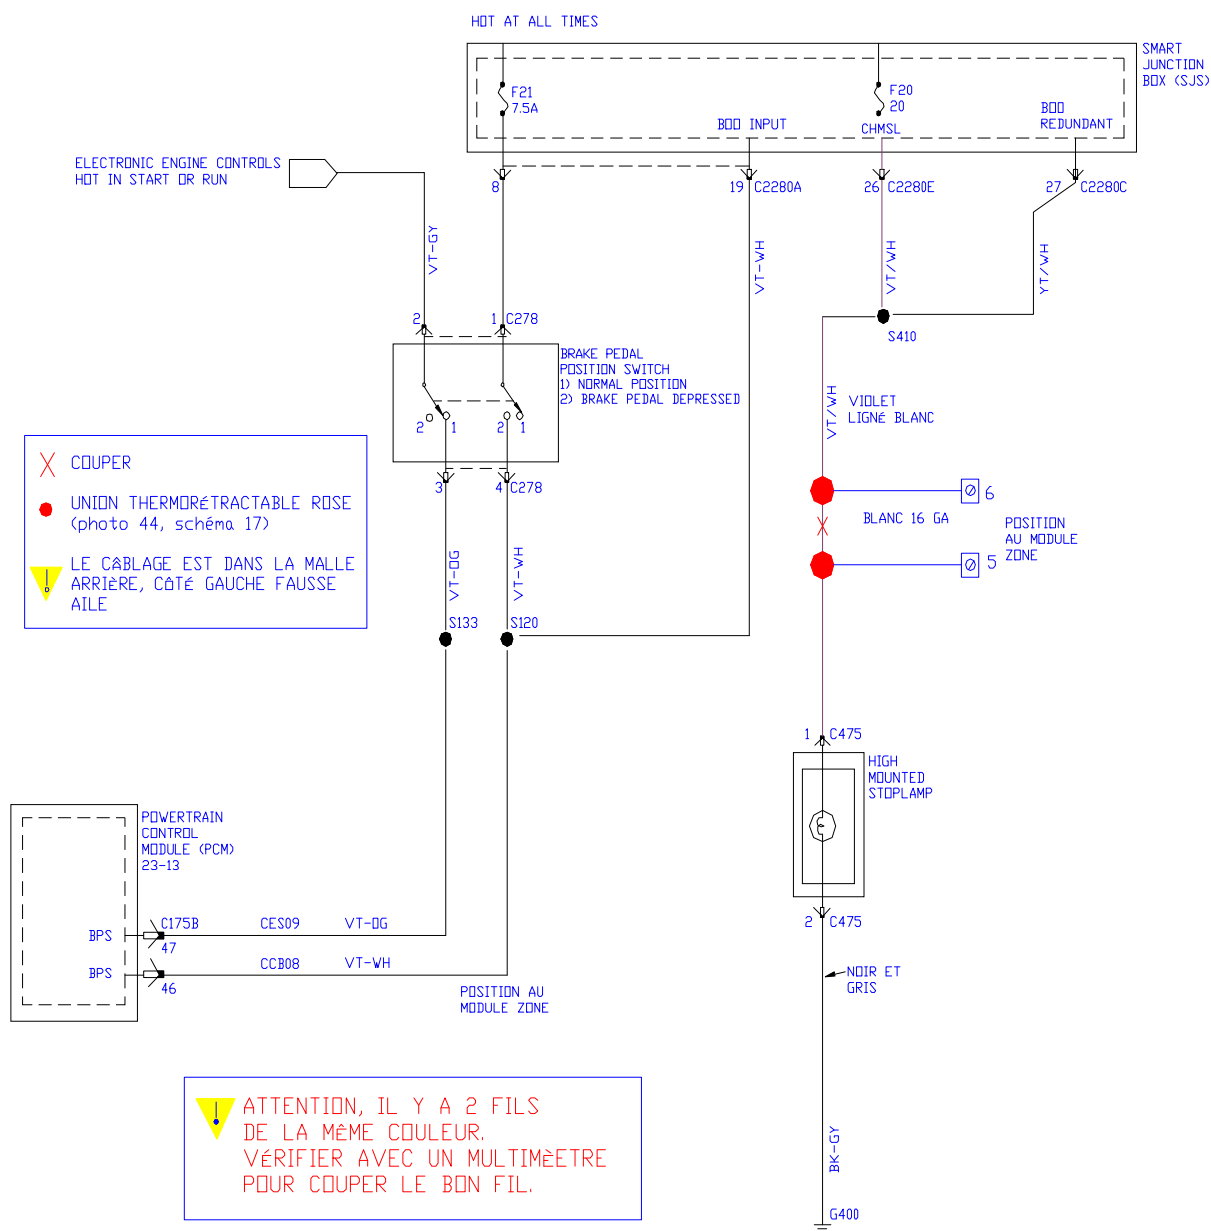 HOT AT ALL TIMES
SMART
JUNCTION
BOX (SJS)
F21
7.5A
F20
20
CHMSL
BOO INPUT
BOO
REDUNDANT
ELECTRONIC ENGINE CONTROLS
HOT IN START OR RUN
8
19
C2280A
26
C2280E
27
C2280C
VT-GY
VT-WH
VT/WH
YT/WH
2
1
C278
S410
BRAKE PEDAL
POSITION SWITCH
1) NORMAL POSITION
2) BRAKE PEDAL DEPRESSED
2
1
2
1
VT/WH
VIOLET
LIGNÉ BLANC
COUPER
UNION THERMORÉTRACTABLE ROSE
(photo 44, schéma 17)
LE CÂBLAGE EST DANS LA MALLE
ARRIÈRE, CÔTÉ GAUCHE FAUSSE
AILE
3
4
C278
6
BLANC 16 GA
POSITION
AU MODULE
ZONE
5
VT-OG
VT-WH
S133
S120
1
C475
HIGH
MOUNTED
STOPLAMP
POWERTRAIN
CONTROL
MODULE (PCM)
23-13
BPS
C175B
47
CES09
VT-OG
BPS
46
CCB08
VT-WH
2
C475
NOIR ET
GRIS
POSITION AU
MODULE ZONE
ATTENTION, IL Y A 2 FILS
DE LA MÊME COULEUR.
VÉRIFIER AVEC UN MULTIMÈETRE
POUR COUPER LE BON FIL.
BK-GY
G400